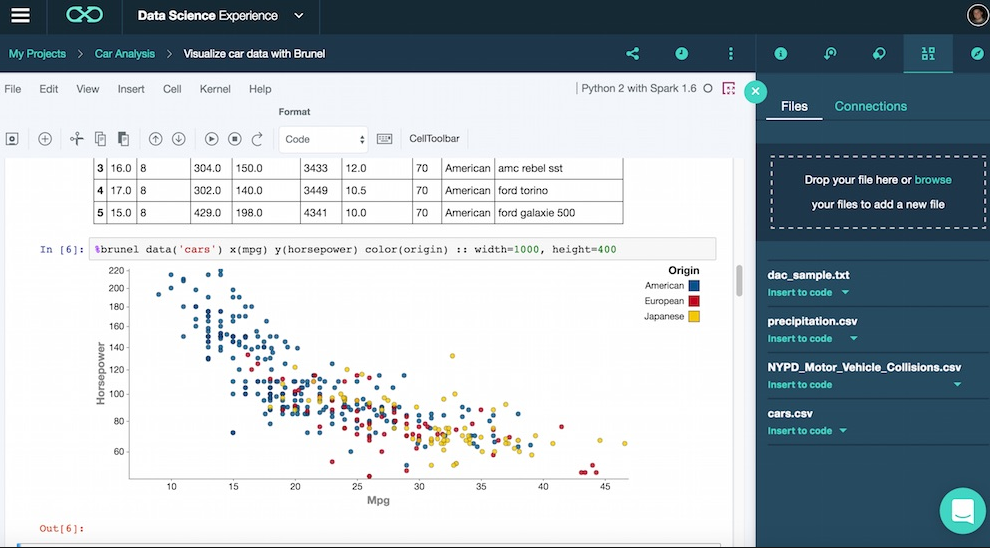 Data Science Experience
My Projects > Car Analysis > Visualize car data with Brunel
File Edit View Insert Cell Kernel Help
Python 2 with Spark 1.6
Format
Code
CellToolbar
3 16.0 8 304.0 150.0 3433 12.0 70 American amc rebel sst
4 17.0 8 302.0 140.0 3449 10.5 70 American ford torino
5 15.0 8 429.0 198.0 4341 10.0 70 American ford galaxie 500
In [6]: %brunel data('cars') x(mpg) y(horsepower) color(origin) :: width=1000, height=400
Origin
American
European
Japanese
Horsepower
220
200
180
160
140
120
100
80
60
10 15 20 25 30 35 40 45
Mpg
Out[6]:
Files Connections
Drop your file here or browse
your files to add a new file
dac_sample.txt
Insert to code
precipitation.csv
Insert to code
NYPD_Motor_Vehicle_Collisions.csv
Insert to code
cars.csv
Insert to code